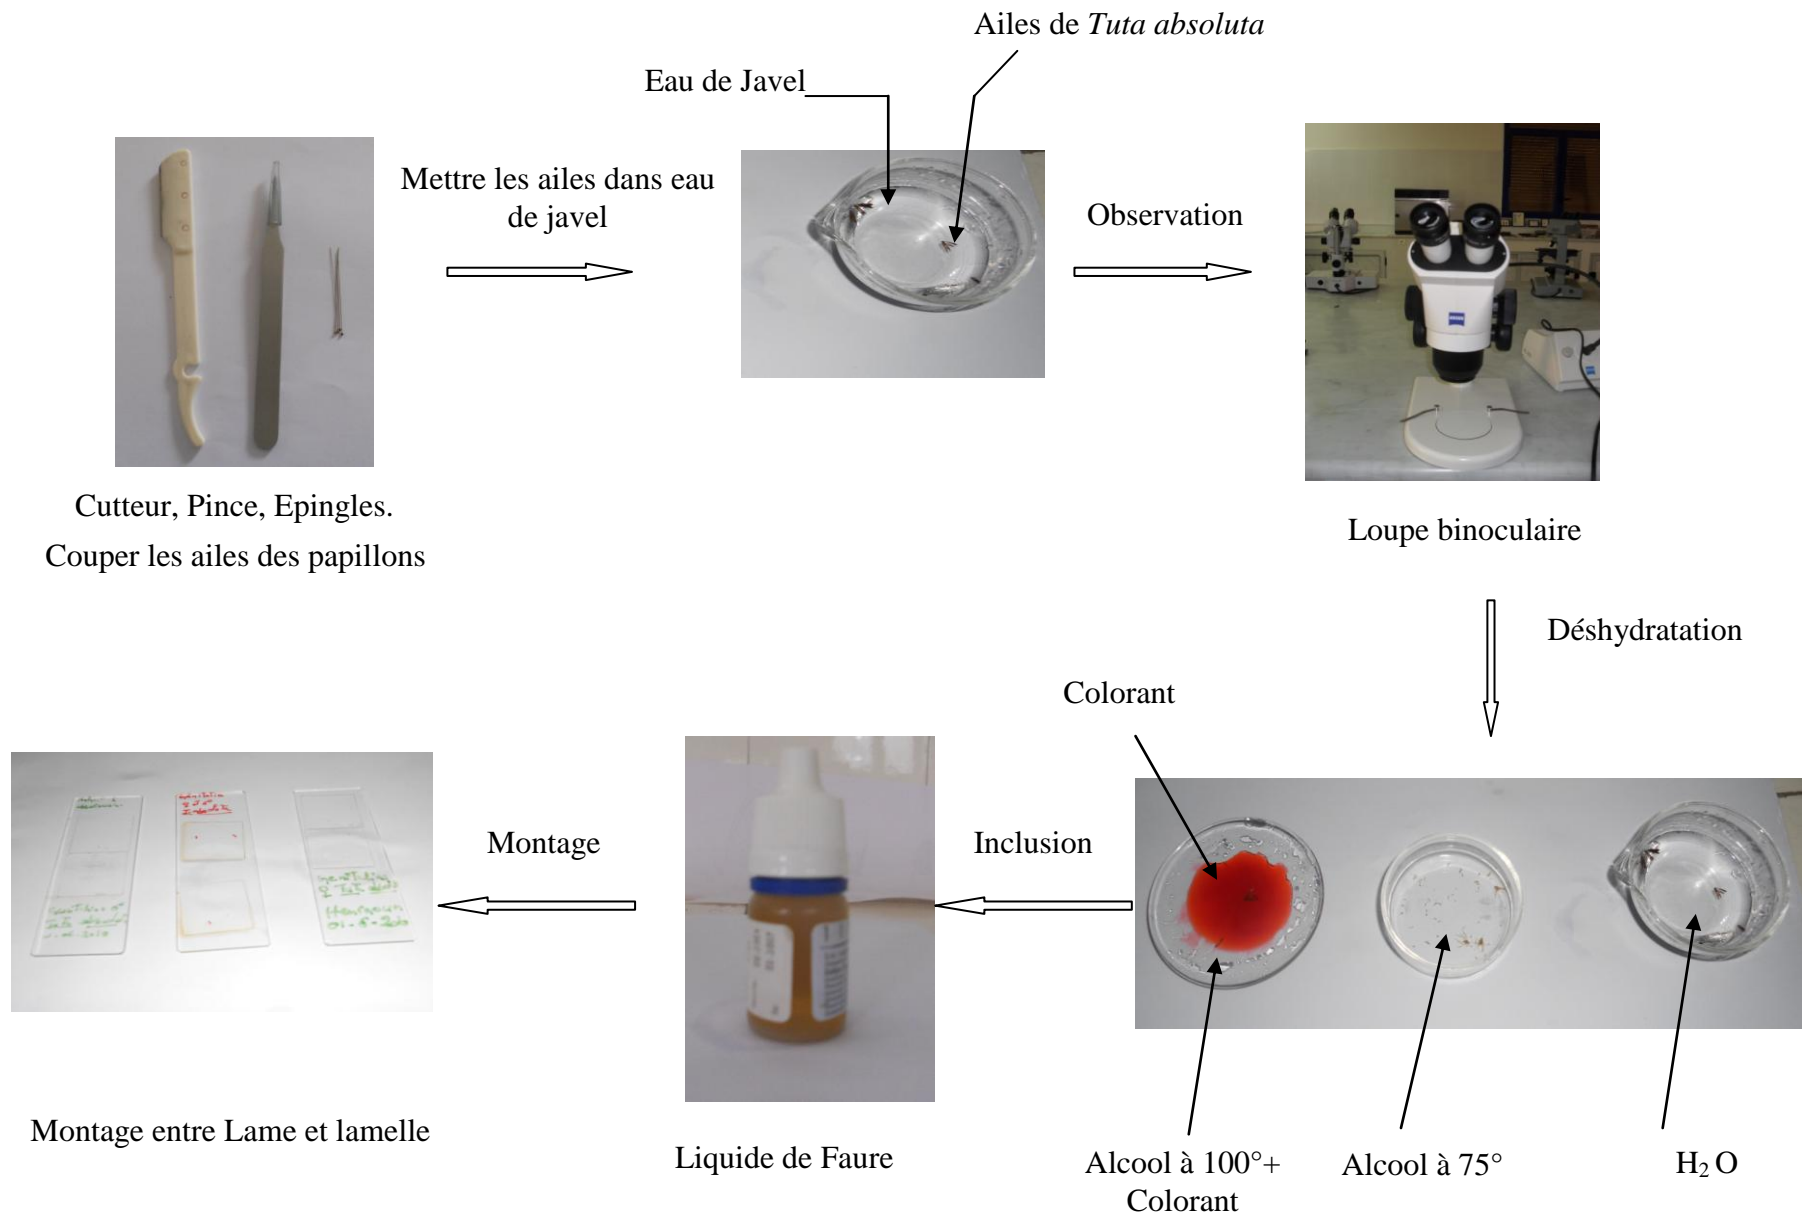 Ailes de Tuta absoluta
Eau de Javel
Mettre les ailes dans eau
de javel
Observation
Cutteur, Pince, Epingles.
Couper les ailes des papillons
Loupe binoculaire
Déshydratation
Colorant
Montage
Inclusion
Montage entre Lame et lamelle
Liquide de Faure
Alcool à 100°+
Colorant
Alcool à 75°
H₂ O